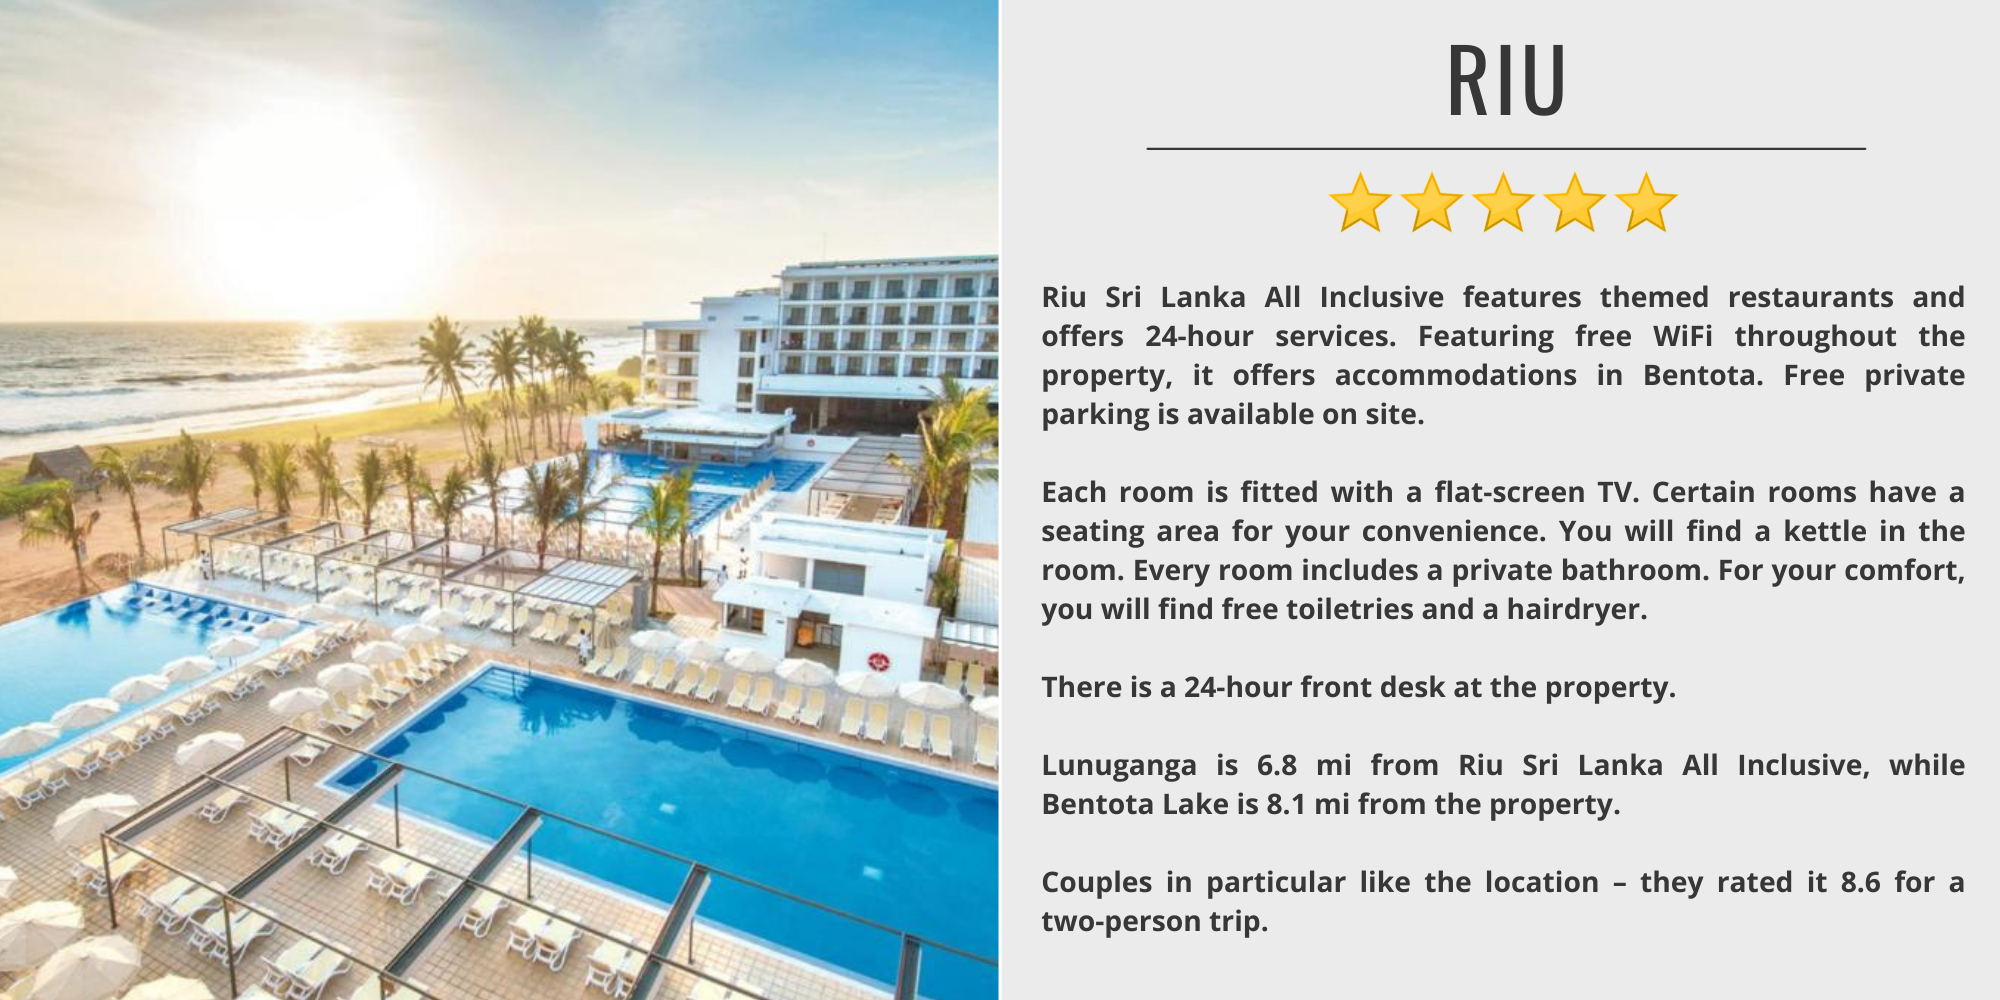 RIU
Riu Sri Lanka All Inclusive features themed restaurants and
offers 24-hour services. Featuring free WiFi throughout the
property, it offers accommodations in Bentota. Free private
parking is available on site.
Each room is fitted with a flat-screen TV. Certain rooms have a
seating area for your convenience. You will find a kettle in the
room. Every room includes a private bathroom. For your comfort,
you will find free toiletries and a hairdryer.
There is a 24-hour front desk at the property.
Lunuganga is 6.8 mi from Riu Sri Lanka All Inclusive, while
Bentota Lake is 8.1 mi from the property.
Couples in particular like the location – they rated it 8.6 for a
two-person trip.